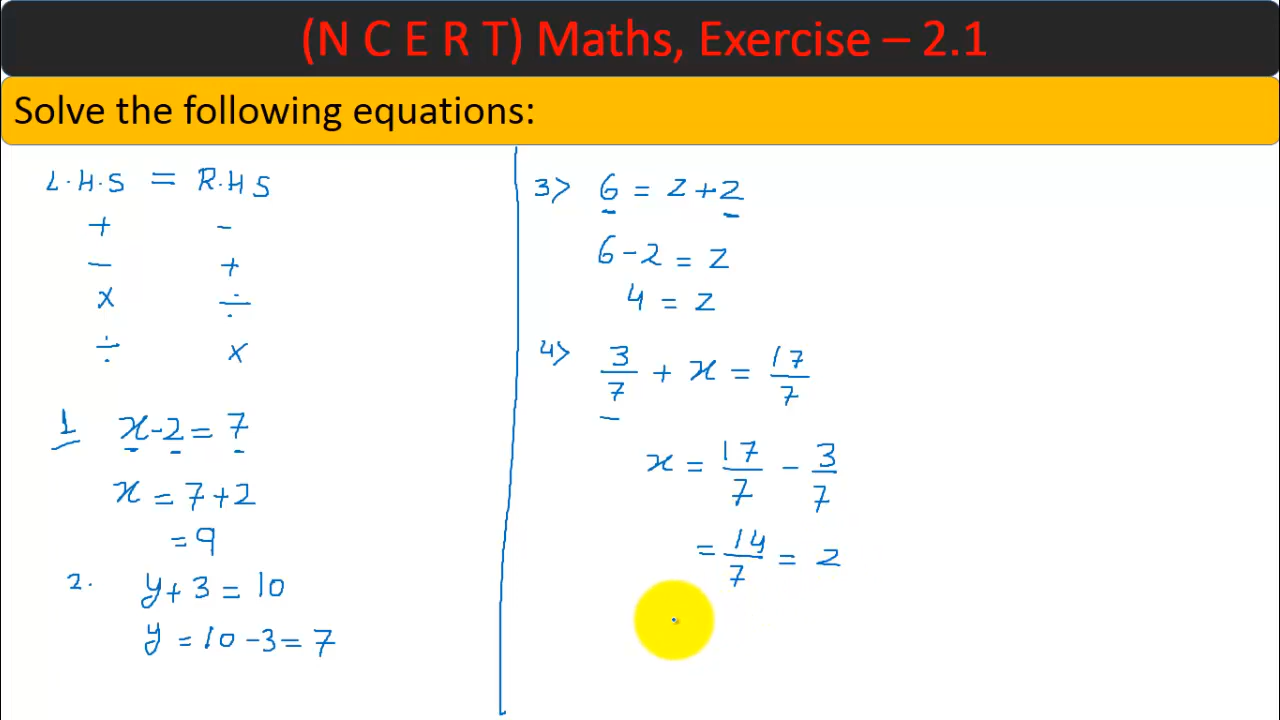 (N C E R T) Maths, Exercise – 2.1
Solve the following equations:
L.H.S = R.H.S
+ -
- +
× ÷
÷ ×
1 x-2 = 7
x = 7+2
= 9
2. y + 3 = 10
y = 10 - 3 = 7
3> 6 = z + 2
6 - 2 = z
4 = z
4> 3/7 + x = 17/7
x = 17/7 - 3/7
= 14/7 = 2